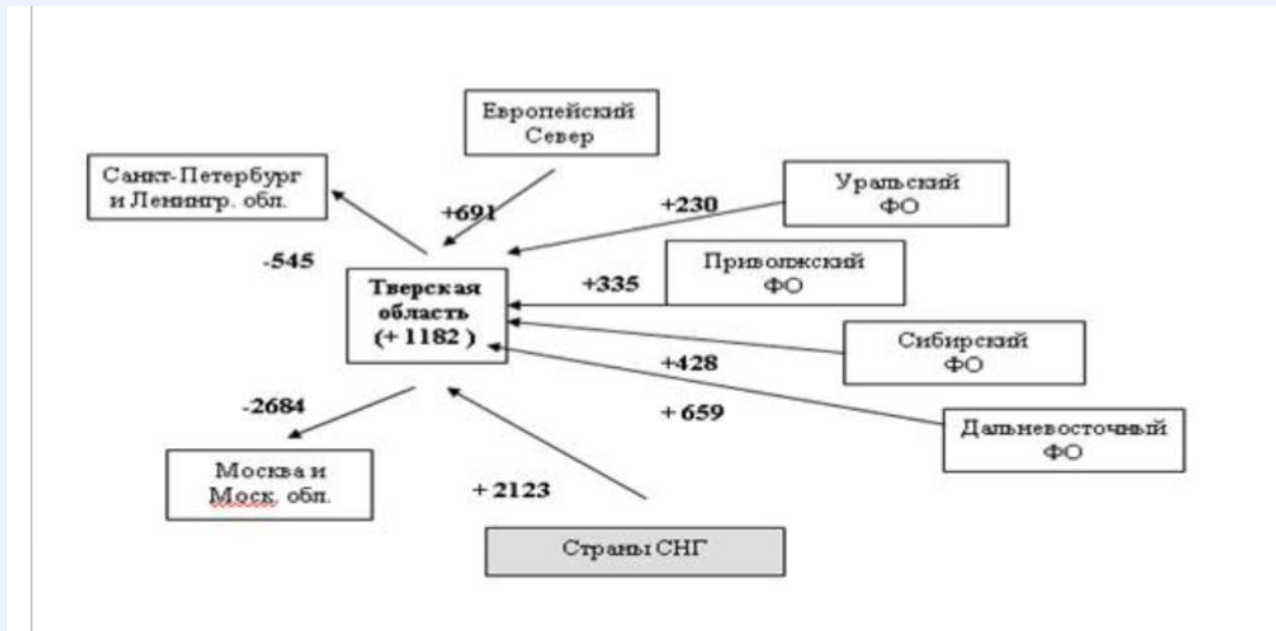 Европейский
Север
Санкт-Петербург
и Ленингр. обл.
Уральский
ФО
+691
+230
-545
Приволжский
ФО
Тверская
область
(+ 1182 )
+335
Сибирский
ФО
+428
-2684
+ 659
Дальневосточный
ФО
Москва и
Моск. обл.
+ 2123
Страны СНГ